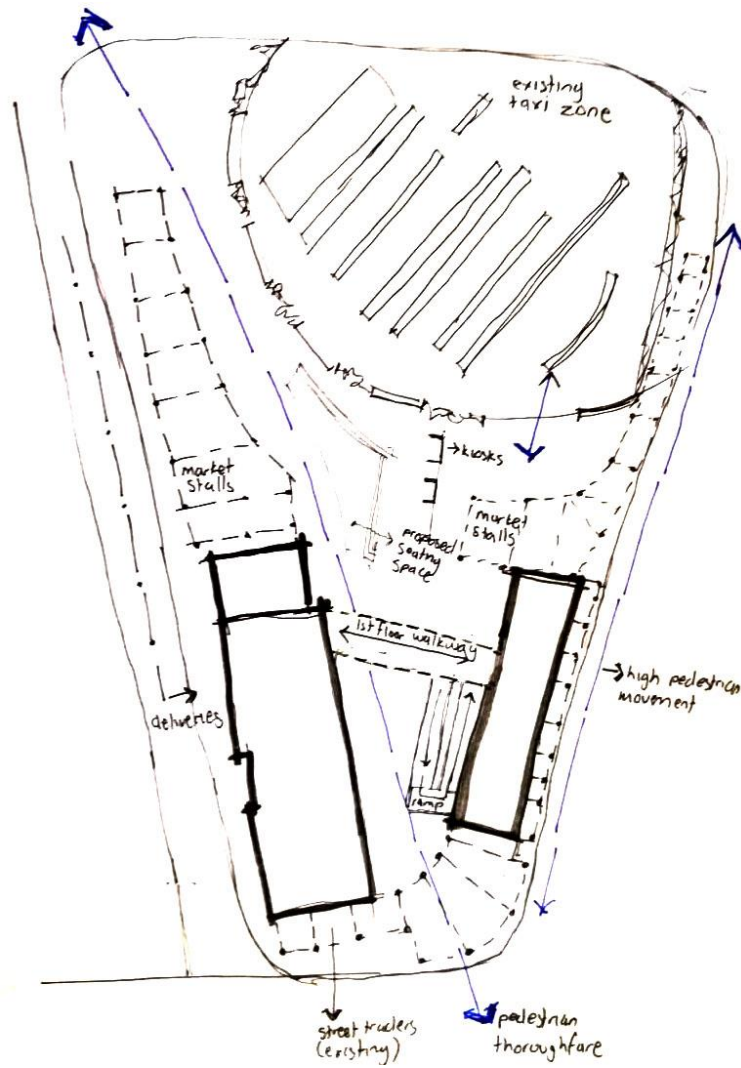 existing
taxi zone
kiosks
market
stalls
market
stalls
proposed
seating
space
1st floor walkway
high pedestrian
movement
deliveries
ramp
street traders
(existing)
pedestrian
thoroughfare